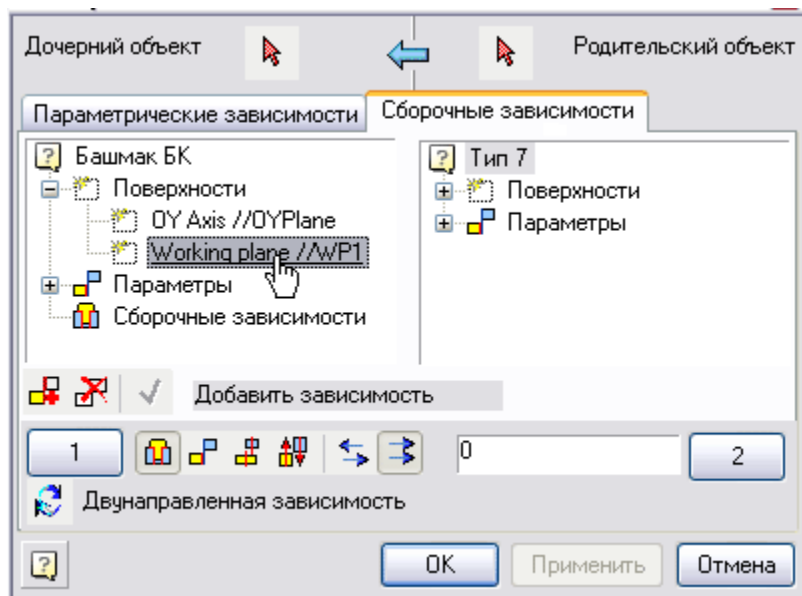 Дочерний объект
Родительский объект
Параметрические зависимости
Сборочные зависимости
Башмак БК
Поверхности
OY Axis //OYPlane
Working plane //WP1
Параметры
Сборочные зависимости
Тип 7
Поверхности
Параметры
Добавить зависимость
1
0
2
Двунаправленная зависимость
OK
Применить
Отмена